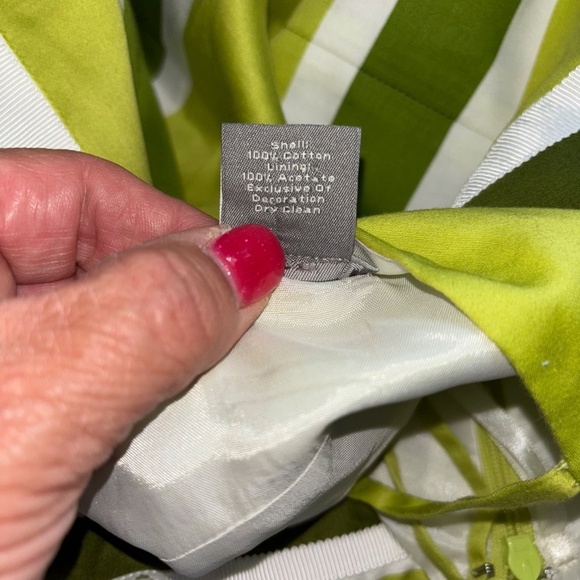 Shell:
100% Cotton
Lining:
100% Acetate
Exclusive Of
Decoration
Dry Clean